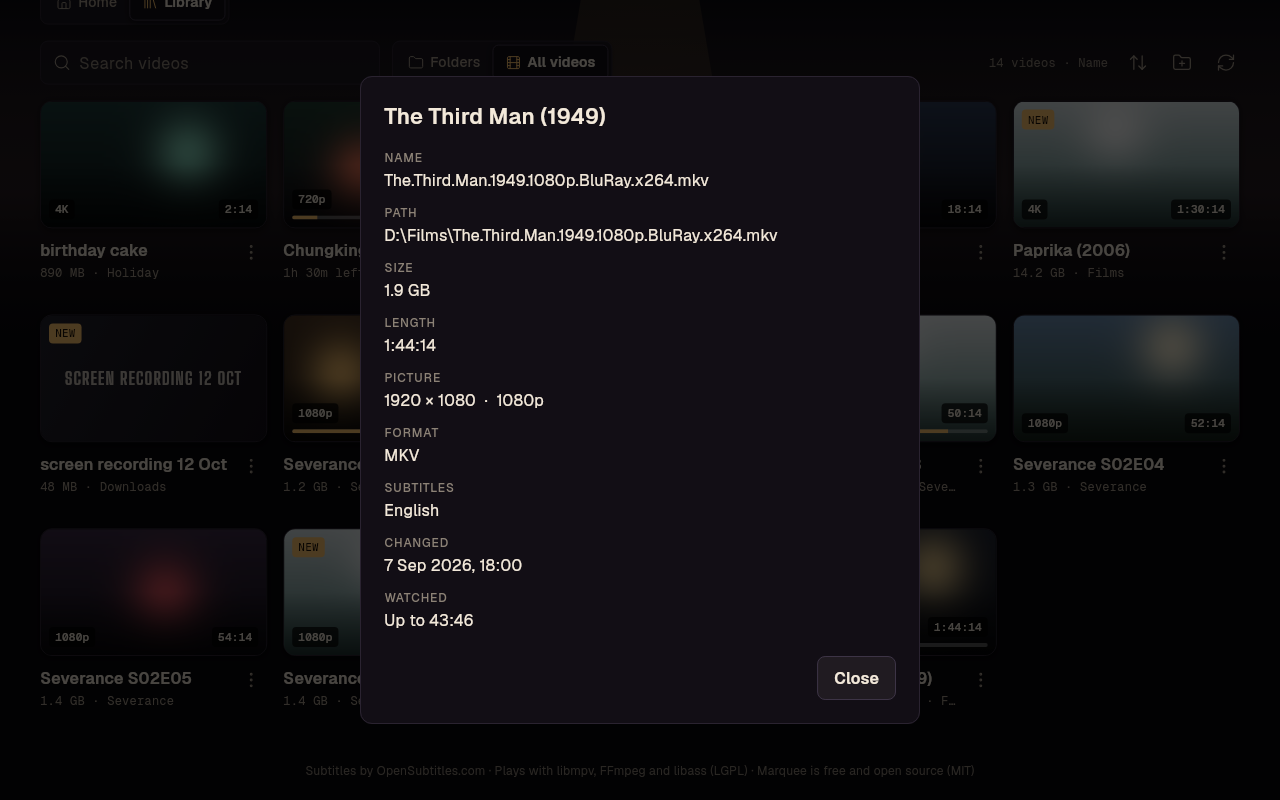 Home Library
Search videos
Folders
All videos
14 videos · Name
The Third Man (1949)
NAME
The.Third.Man.1949.1080p.BluRay.x264.mkv
PATH
D:\Films\The.Third.Man.1949.1080p.BluRay.x264.mkv
SIZE
1.9 GB
LENGTH
1:44:14
PICTURE
1920 × 1080 · 1080p
FORMAT
MKV
SUBTITLES
English
CHANGED
7 Sep 2026, 18:00
WATCHED
Up to 43:46
Close
4K 2:14
birthday cake
890 MB · Holiday
720p
Chungking
1h 30m left
18:14
NEW
4K 1:30:14
Paprika (2006)
14.2 GB · Films
NEW
SCREEN RECORDING 12 OCT
screen recording 12 Oct
48 MB · Downloads
1080p
Severance
1.2 GB · Se
50:14
Seve…
1080p 52:14
Severance S02E04
1.3 GB · Severance
1080p 54:14
Severance S02E05
1.4 GB · Severance
NEW
1080p
Severance
1.4 GB · Se
1:44:14
9)
· F…
Subtitles by OpenSubtitles.com · Plays with libmpv, FFmpeg and libass (LGPL) · Marquee is free and open source (MIT)